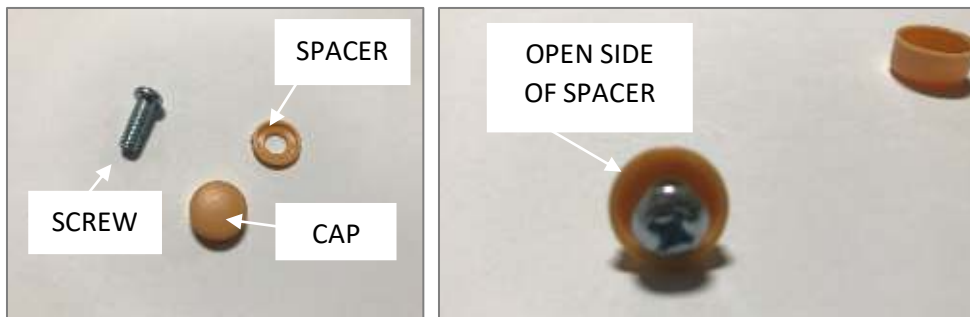 SPACER
SCREW
CAP
OPEN SIDE
OF SPACER